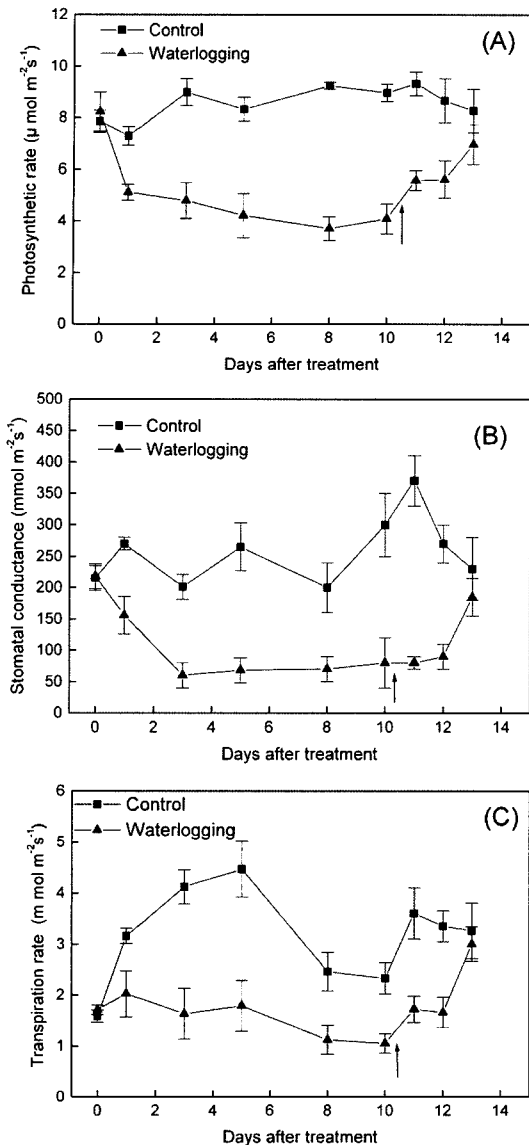 12
10
8
6
4
2
0
Control
Waterlogging
(A)
Photosynthetic rate (μ mol m⁻²s⁻¹)
0 2 4 6 8 10 12 14
Days after treatment
500
450
400
350
300
250
200
150
100
50
0
Control
Waterlogging
(B)
Stomatal conductance (mmol m⁻²s⁻¹)
0 2 4 6 8 10 12 14
Days after treatment
6
5
4
3
2
1
0
Control
Waterlogging
(C)
Transpiration rate (m mol m⁻²s⁻¹)
0 2 4 6 8 10 12 14
Days after treatment